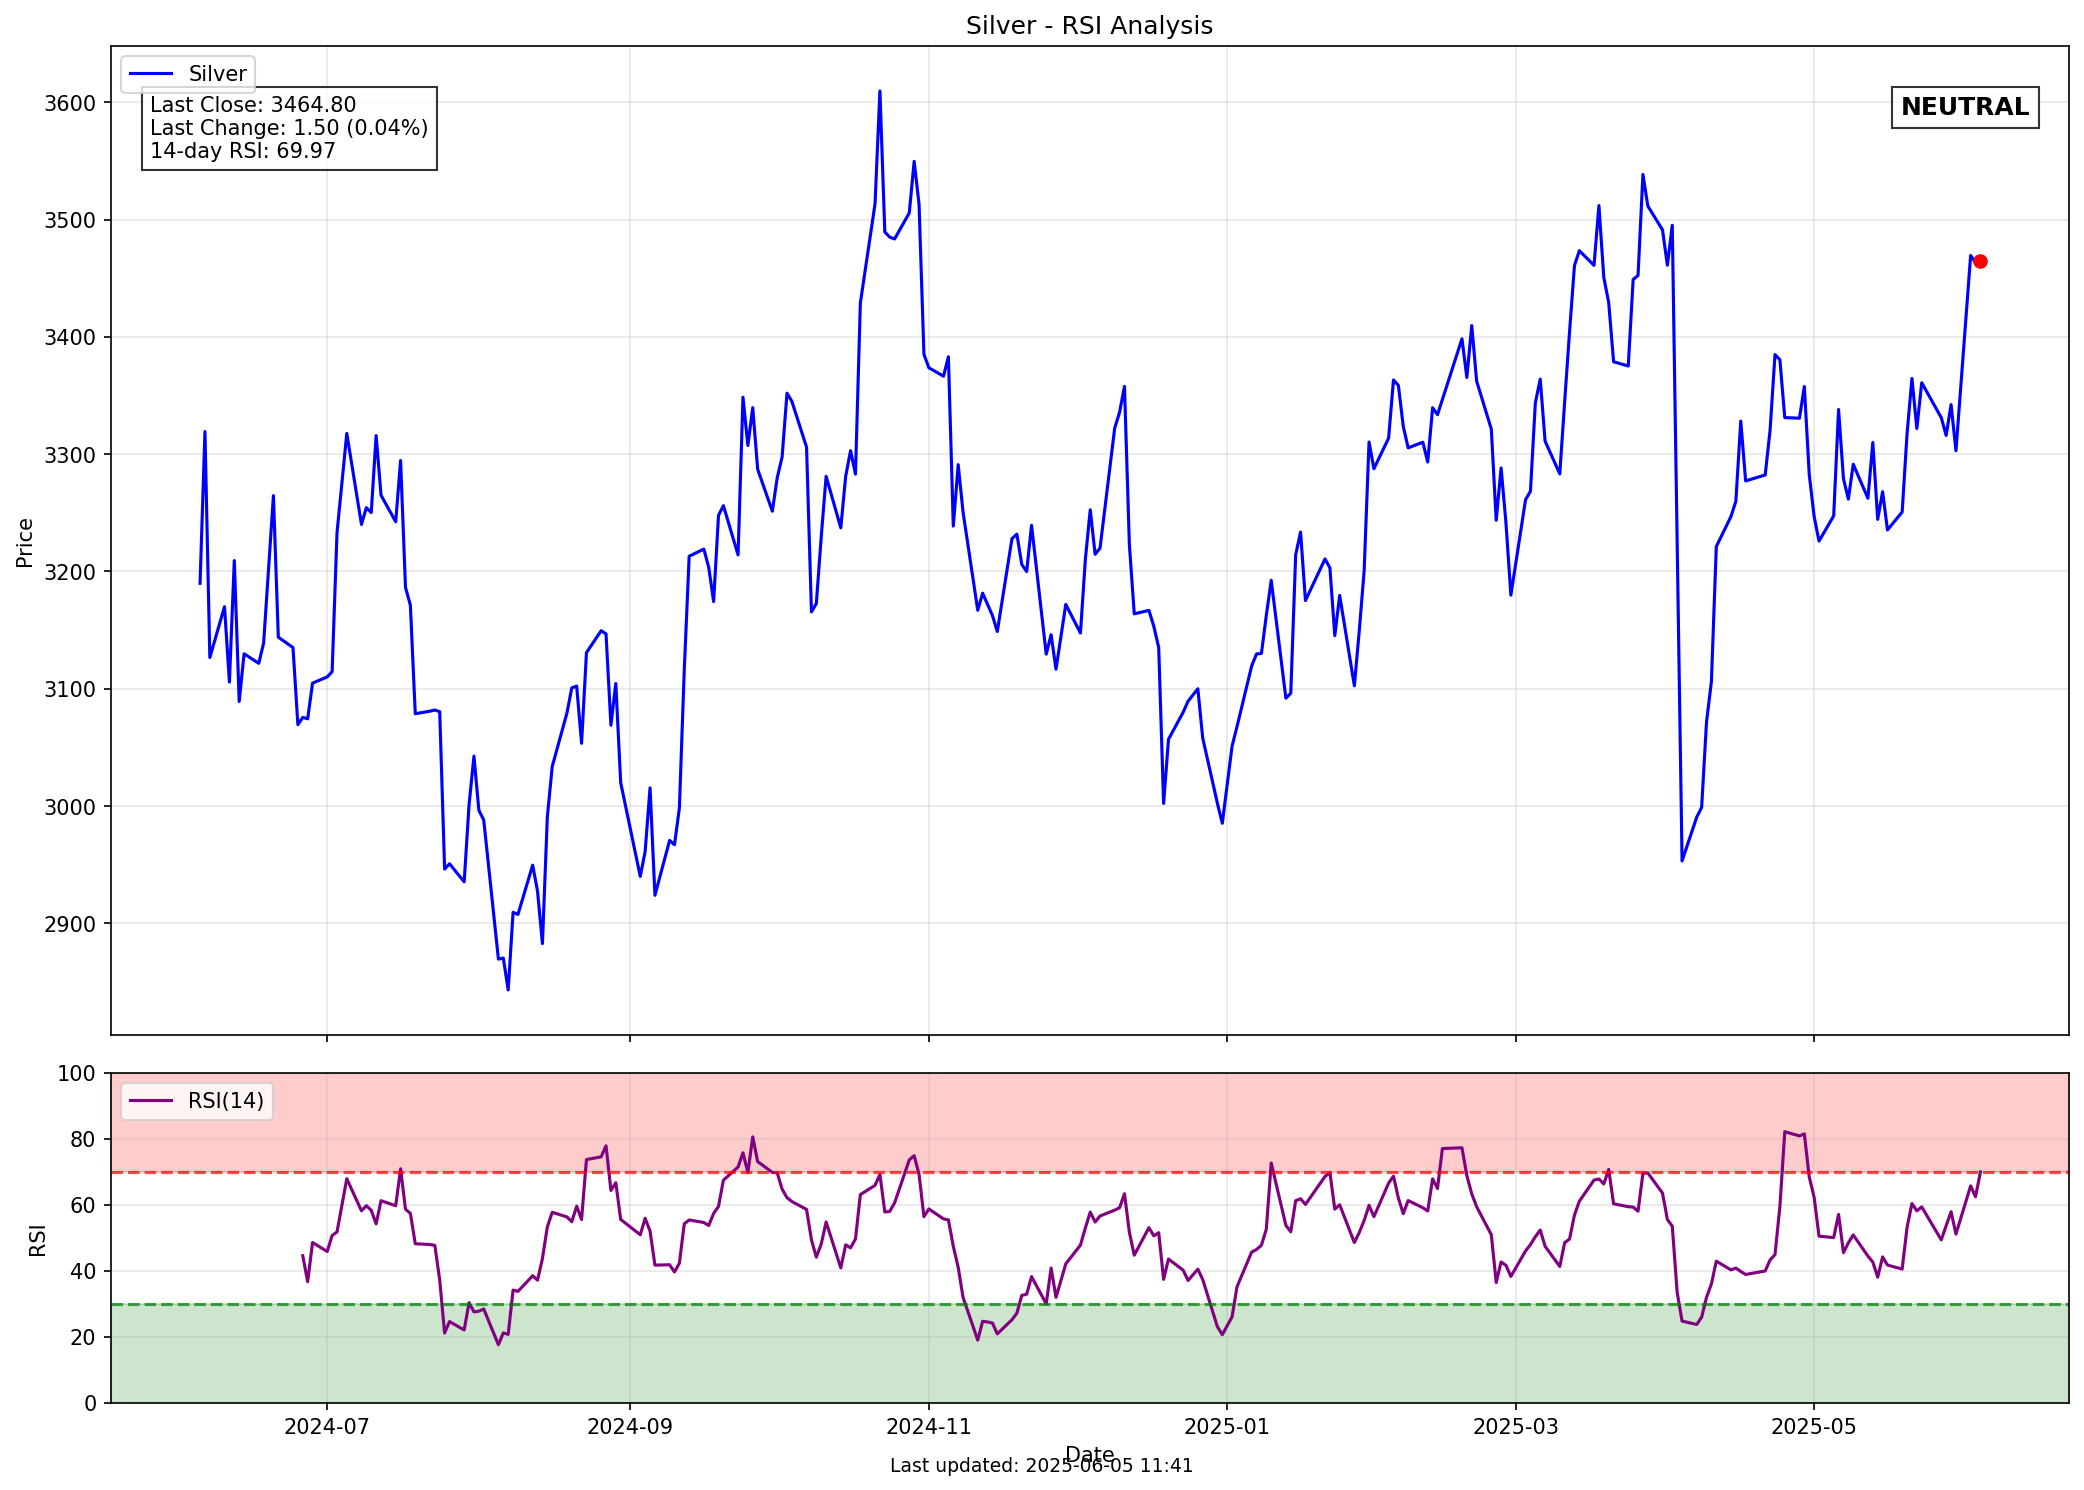 Silver - RSI Analysis
Silver
Last Close: 3464.80
Last Change: 1.50 (0.04%)
14-day RSI: 69.97
NEUTRAL
Price
3600
3500
3400
3300
3200
3100
3000
2900
RSI(14)
RSI
100
80
60
40
20
0
2024-07
2024-09
2024-11
2025-01
2025-03
2025-05
Date
Last updated: 2025-06-05 11:41